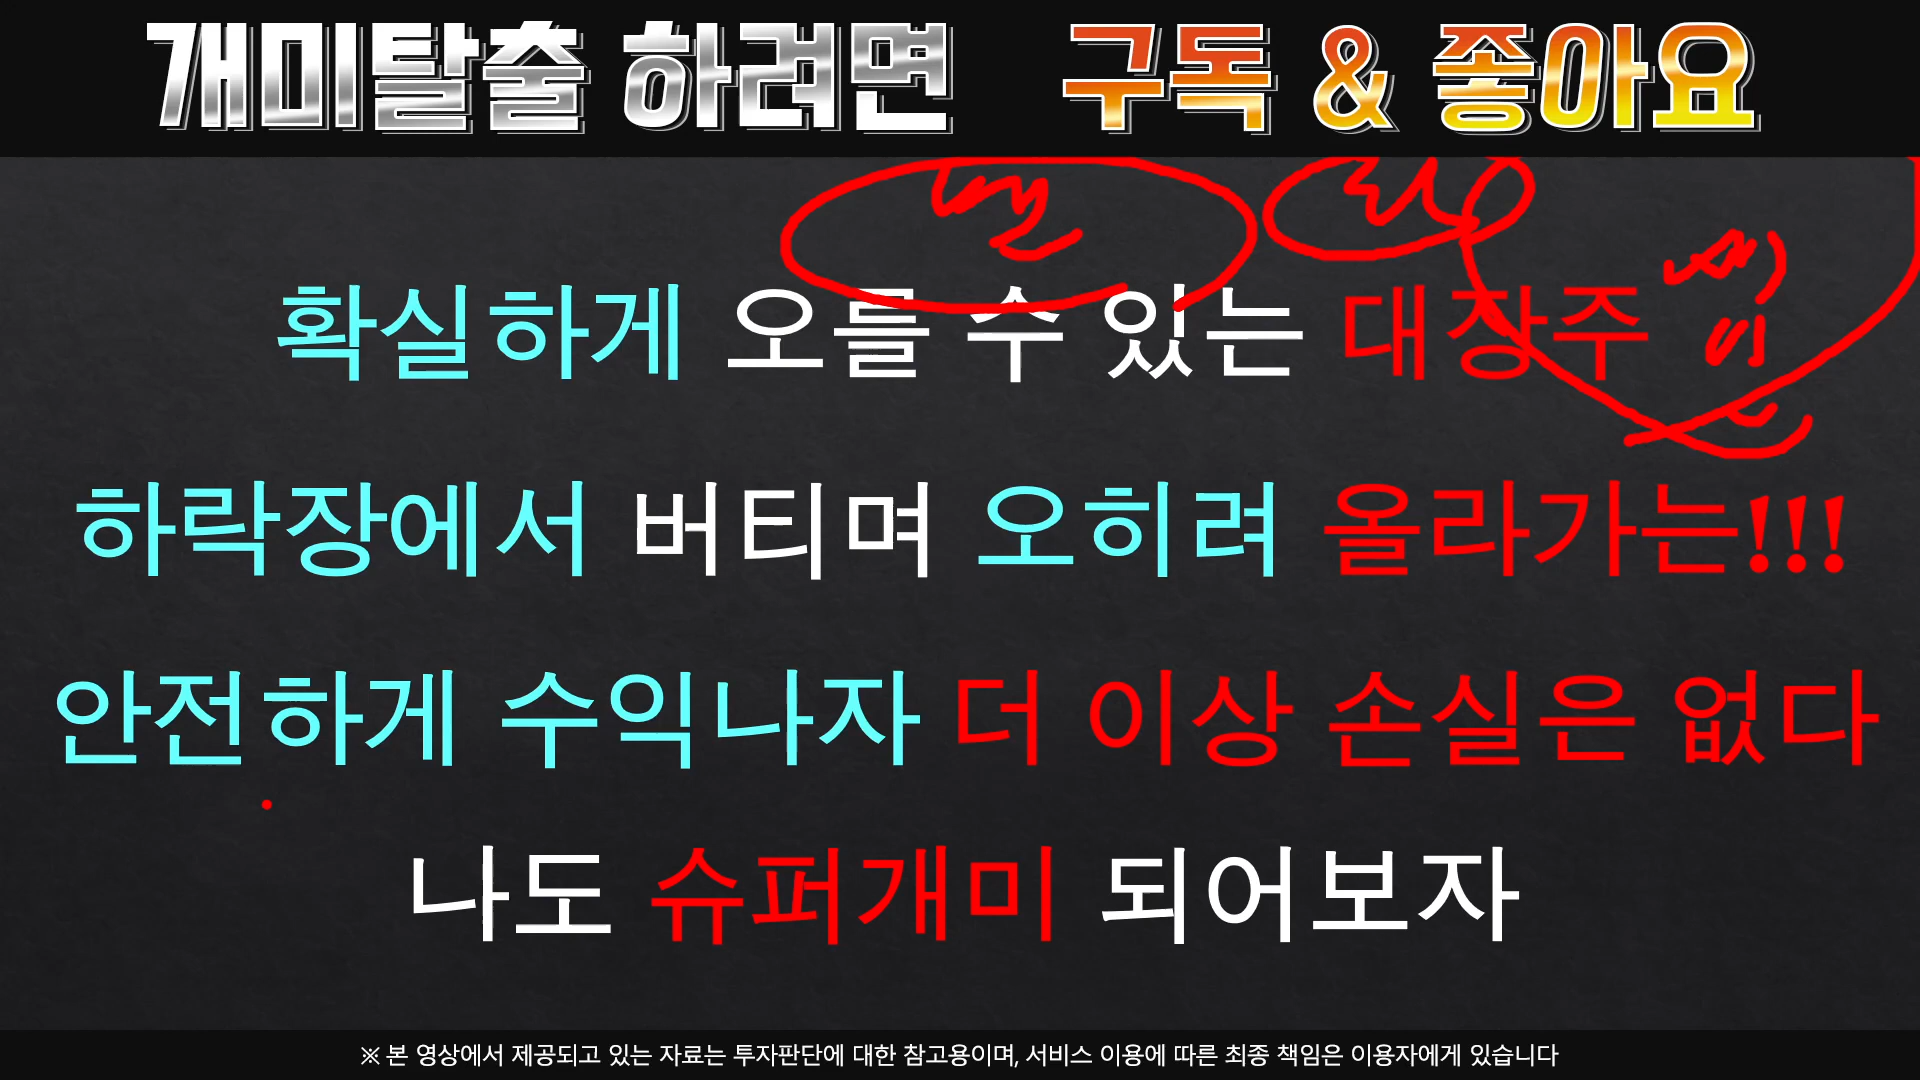 개미탈출 하려면 구독 & 좋아요
확실하게 오를 수 있는 대장주
하락장에서 버티며 오히려 올라가는!!!
안전하게 수익나자 더 이상 손실은 없다
나도 슈퍼개미 되어보자
※ 본 영상에서 제공되고 있는 자료는 투자판단에 대한 참고용이며, 서비스 이용에 따른 최종 책임은 이용자에게 있습니다